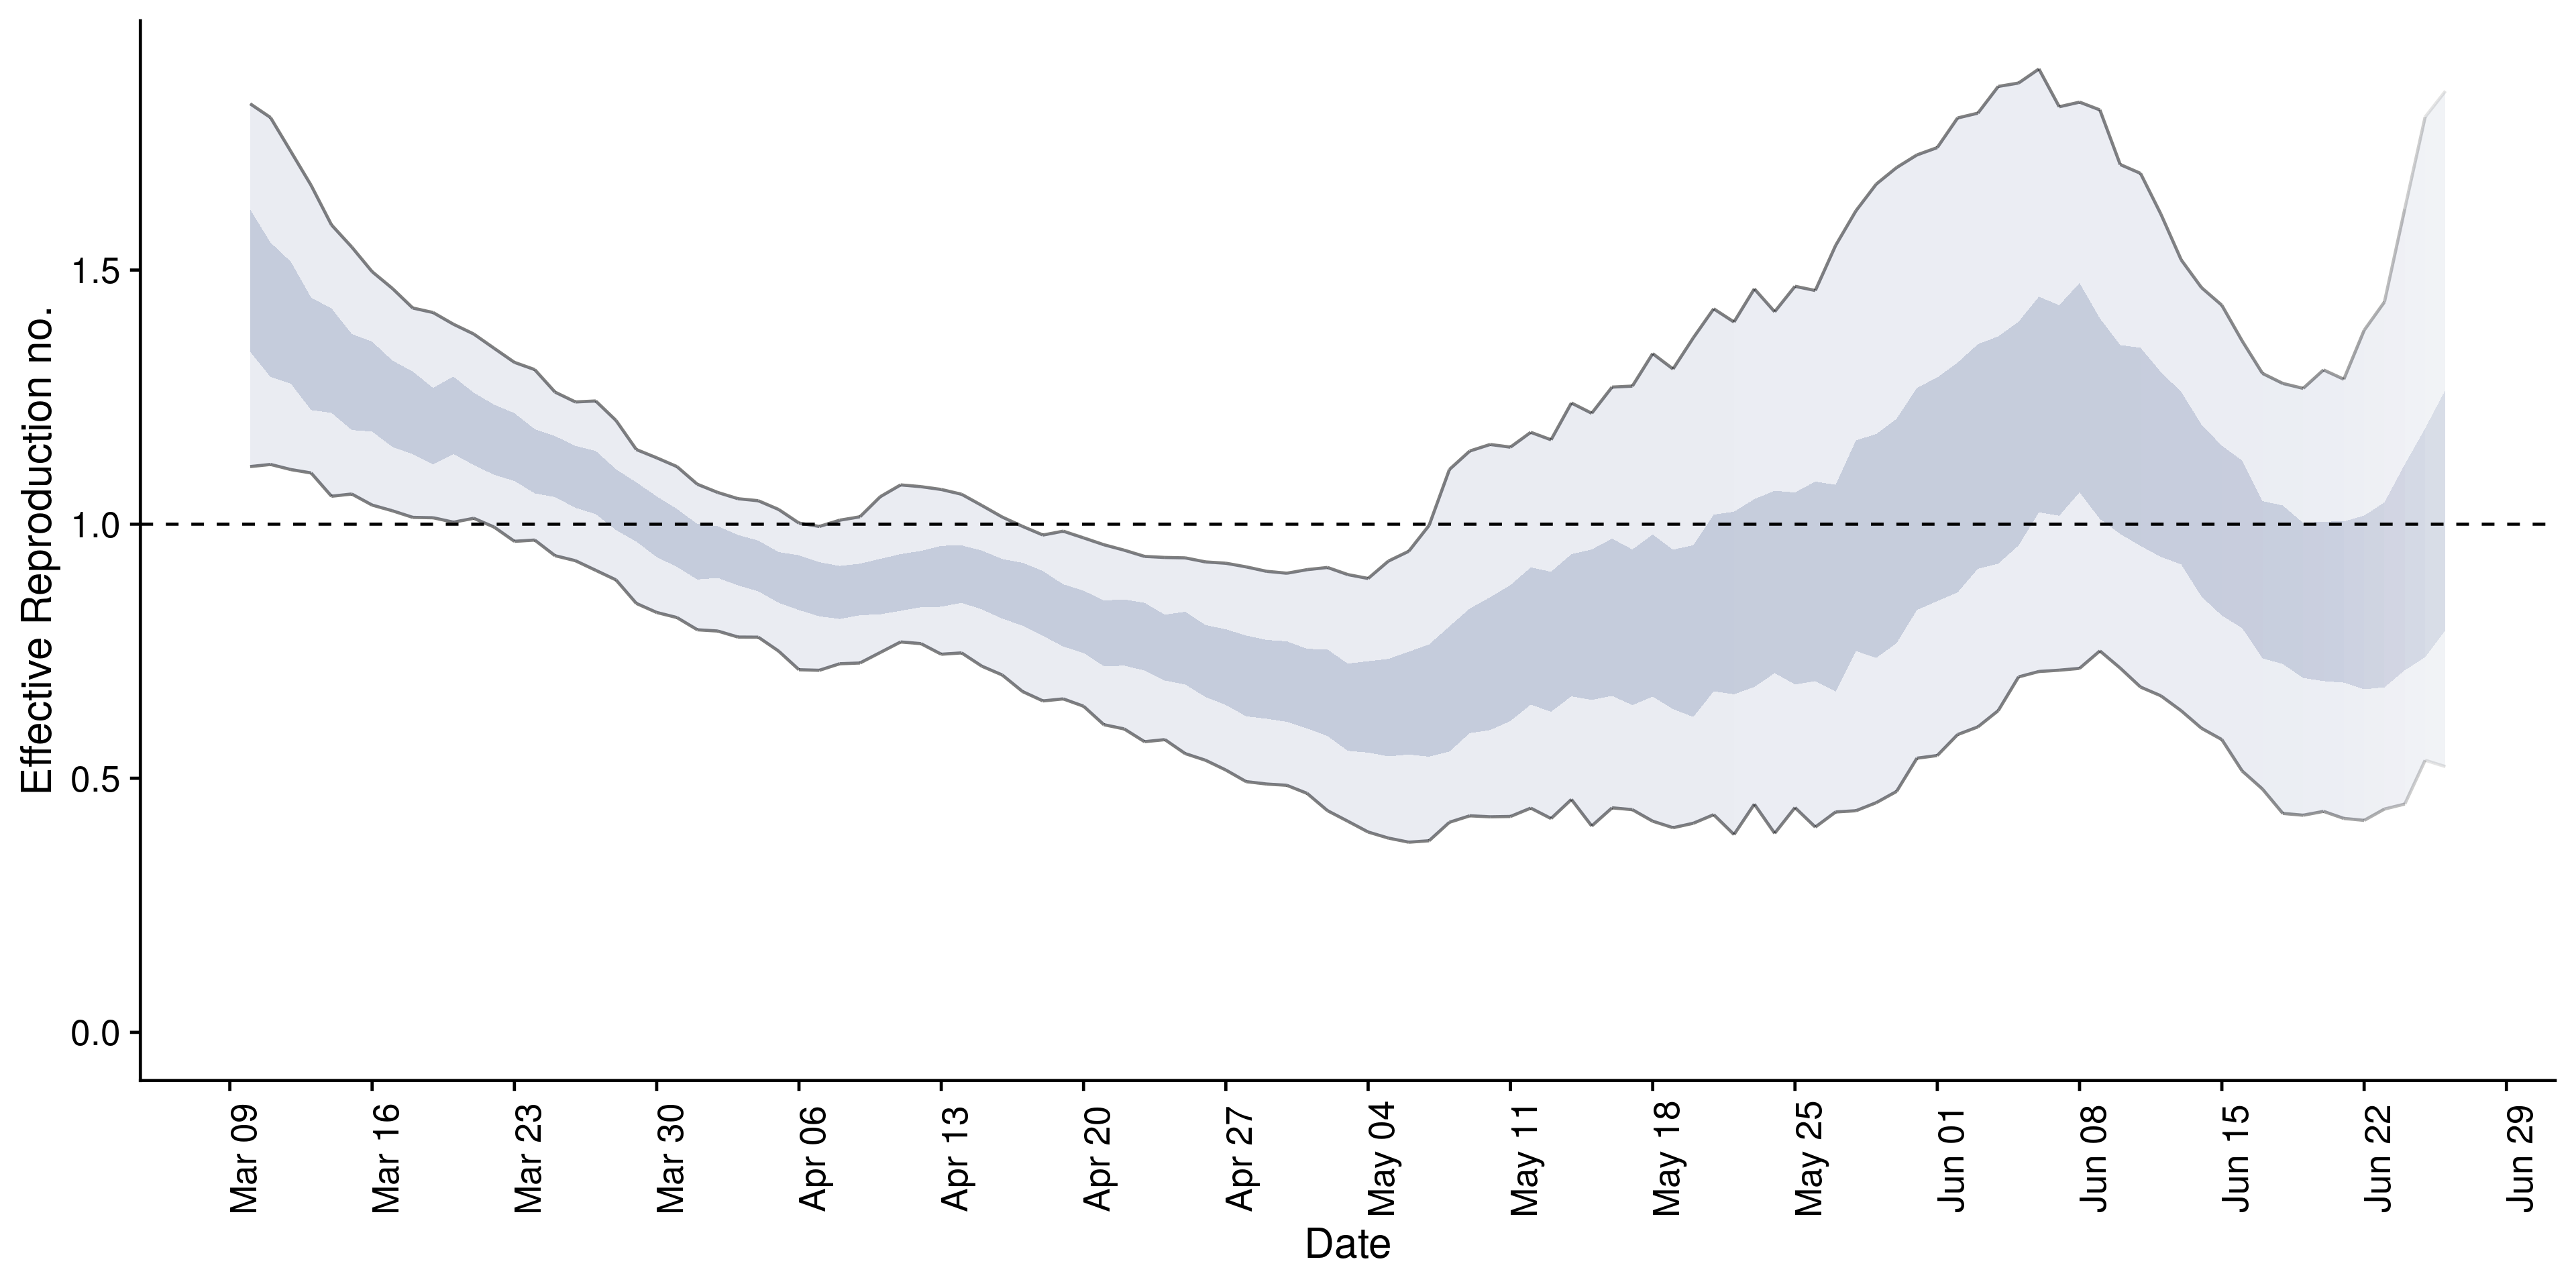 Effective Reproduction no.
1.5
1.0
0.5
0.0
Mar 09
Mar 16
Mar 23
Mar 30
Apr 06
Apr 13
Apr 20
Apr 27
May 04
May 11
May 18
May 25
Jun 01
Jun 08
Jun 15
Jun 22
Jun 29
Date